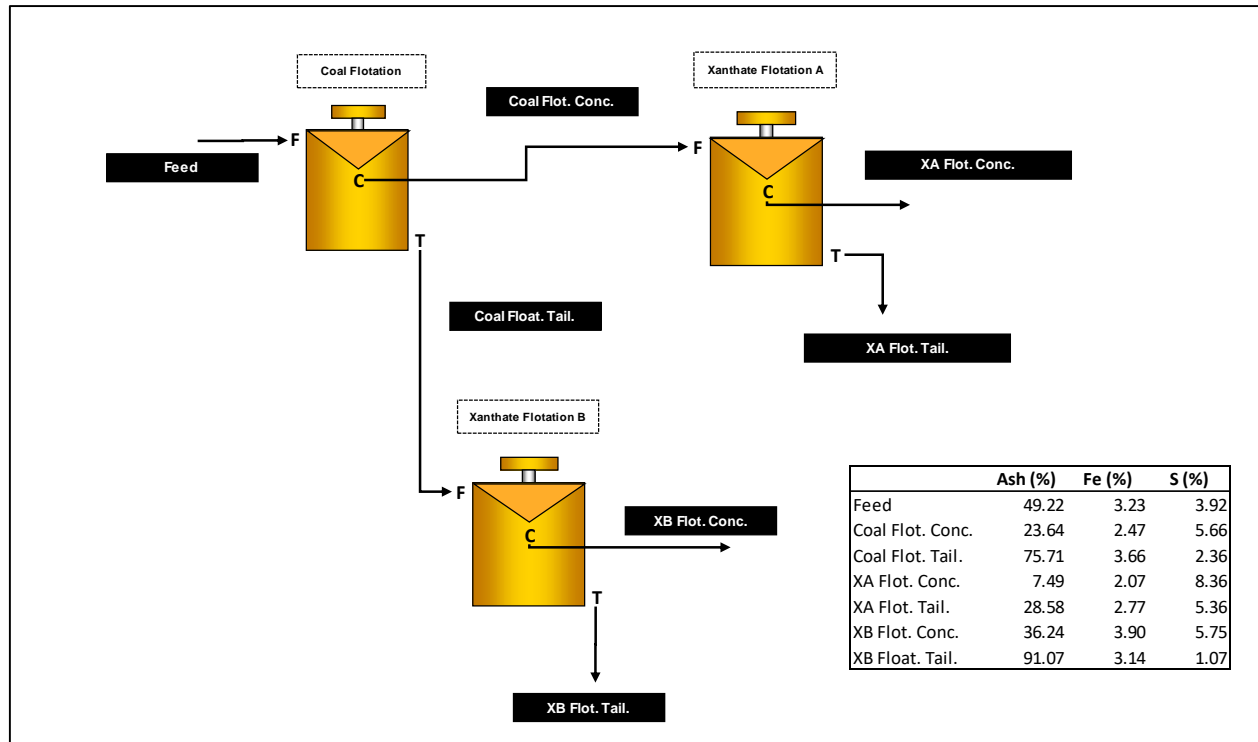 Coal Flotation
Xanthate Flotation A
Coal Flot. Conc.
F
F
Feed
C
XA Flot. Conc.
C
T
T
Coal Float. Tail.
XA Flot. Tail.
Xanthate Flotation B
F
XB Flot. Conc.
C
T
XB Flot. Tail.
Ash (%) Fe (%) S (%)
Feed 49.22 3.23 3.92
Coal Flot. Conc. 23.64 2.47 5.66
Coal Flot. Tail. 75.71 3.66 2.36
XA Flot. Conc. 7.49 2.07 8.36
XA Flot. Tail. 28.58 2.77 5.36
XB Flot. Conc. 36.24 3.90 5.75
XB Float. Tail. 91.07 3.14 1.07